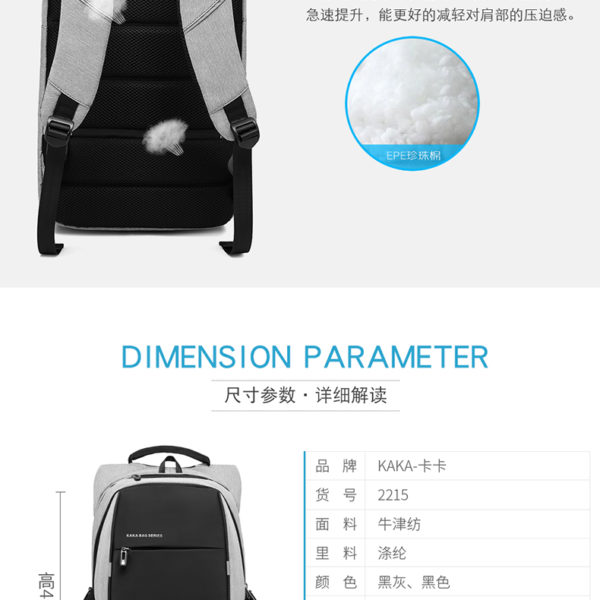 急速提升，能更好的减轻对肩部的压迫感。
EPE珍珠棉
DIMENSION PARAMETER
尺寸参数·详细解读
品 牌 KAKA-卡卡
货 号 2215
面 料 牛津纺
里 料 涤纶
颜 色 黑灰、黑色
KAKA BAG SERIES
高4